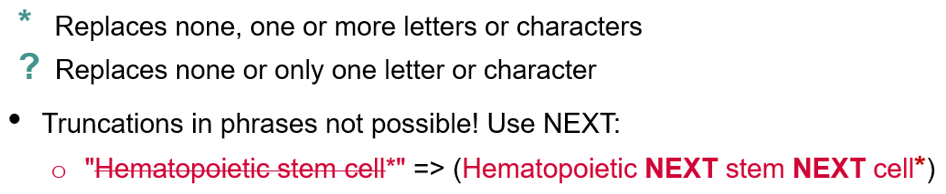 * Replaces none, one or more letters or characters
? Replaces none or only one letter or character
• Truncations in phrases not possible! Use NEXT:
o "Hematopoietic stem cell*" => (Hematopoietic NEXT stem NEXT cell*)